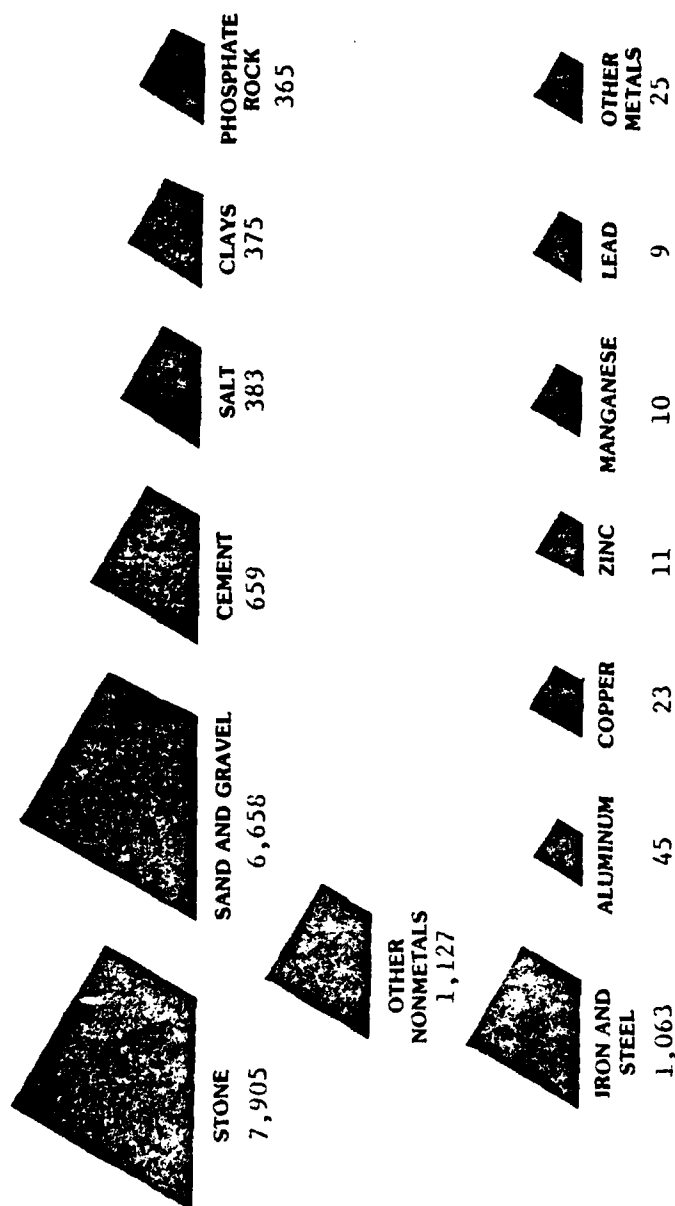 STONE
7,905
SAND AND GRAVEL
6,658
CEMENT
659
SALT
383
CLAYS
375
PHOSPHATE
ROCK
365
OTHER
NONMETALS
1,127
IRON AND
STEEL
1,063
ALUMINUM
45
COPPER
23
ZINC
11
MANGANESE
10
LEAD
9
OTHER
METALS
25